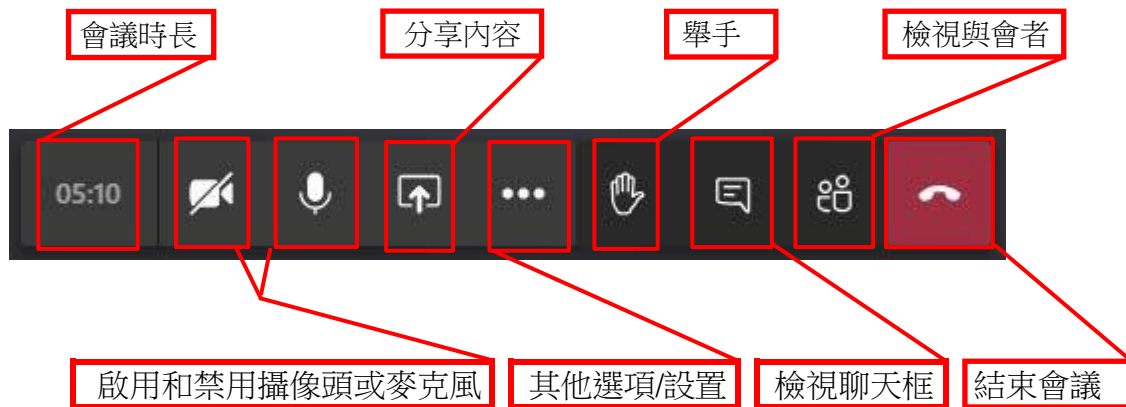 會議時長
分享內容
舉手
檢視與會者
05:10
啟用和禁用攝像頭或麥克風
其他選項/設置
檢視聊天框
結束會議